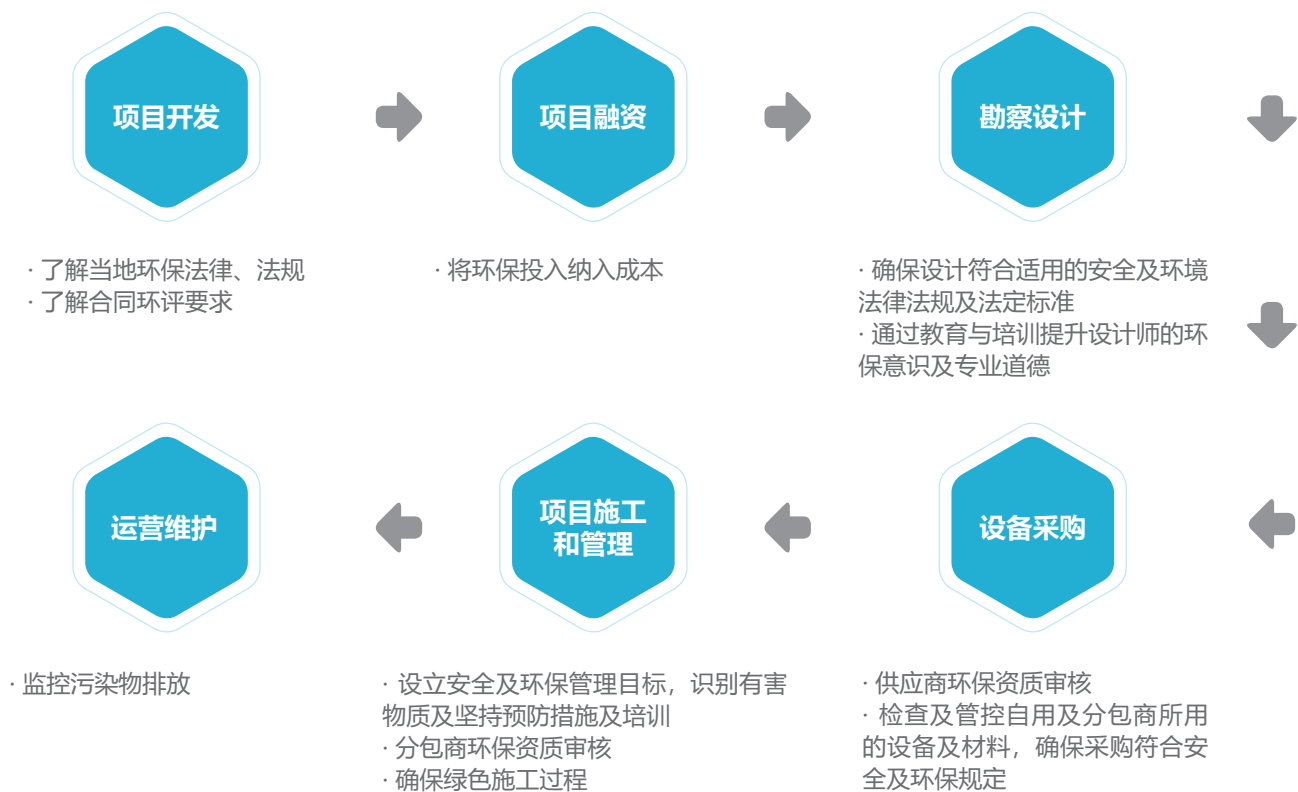 项目开发
项目融资
勘察设计
· 了解当地环保法律、法规
· 了解合同环评要求
· 将环保投入纳入成本
· 确保设计符合适用的安全及环境
法律法规及法定标准
· 通过教育与培训提升设计师的环
保意识及专业道德
运营维护
项目施工
和管理
设备采购
· 监控污染物排放
· 设立安全及环保管理目标，识别有害
物质及坚持预防措施及培训
· 分包商环保资质审核
· 确保绿色施工过程
· 供应商环保资质审核
· 检查及管控自用及分包商所用
的设备及材料，确保采购符合安
全及环保规定